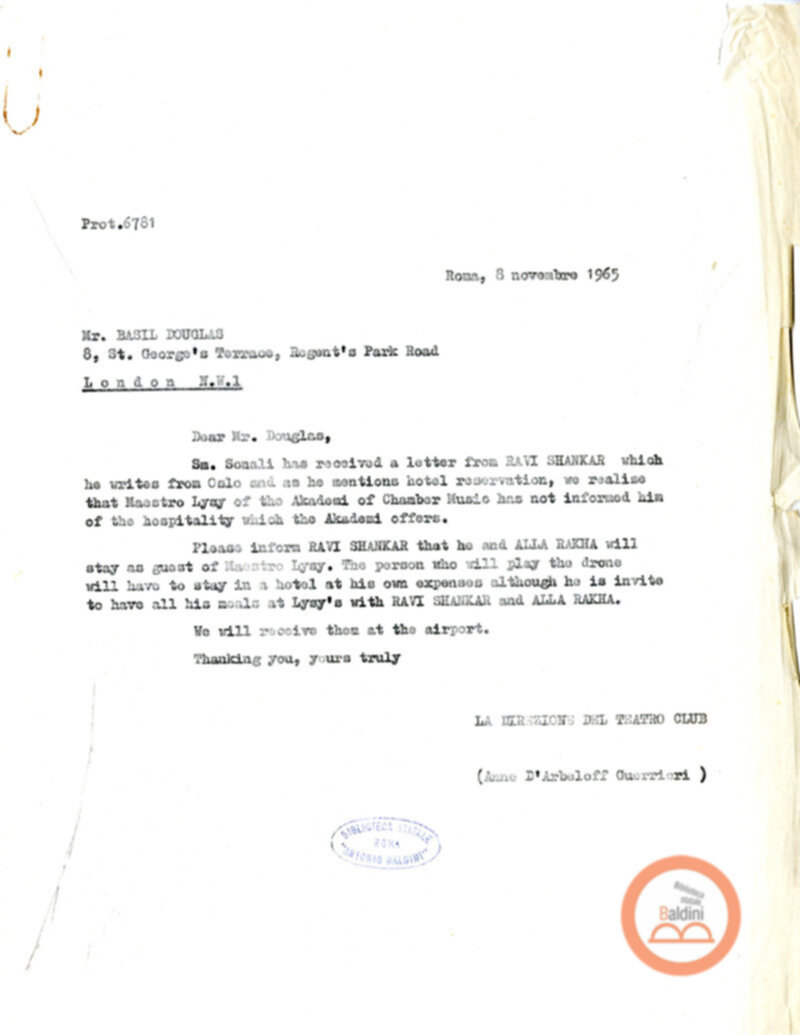 Prot.6781
Roma, 8 novembre 1965
Mr. BASIL DOUGLAS
8, St. George's Terrace, Regent's Park Road
London N.W.1
Dear Mr. Douglas,
Sm. Sonali has received a letter from RAVI SHANKAR which
he writes from Oslo and as he mentions hotel reservation, we realize
that Maestro Lysy of the Akademi of Chamber Music has not informed him
of the hospitality which the Akademi offers.
Please inform RAVI SHANKAR that he and ALLA RAKHA will
stay as guest of Maestro Lysy. The person who will play the drone
will have to stay in a hotel at his own expenses although he is invite
to have all his meals at Lysy's with RAVI SHANKAR and ALLA RAKHA.
We will receive them at the airport.
Thanking you, yours truly
LA DIREZIONE DEL TEATRO CLUB
(Anne D'Arbeloff Guerrieri )
BIBLIOTECA STATALE
ROMA
"ANTONIO BALDINI"
Biblioteca
statale
Baldini